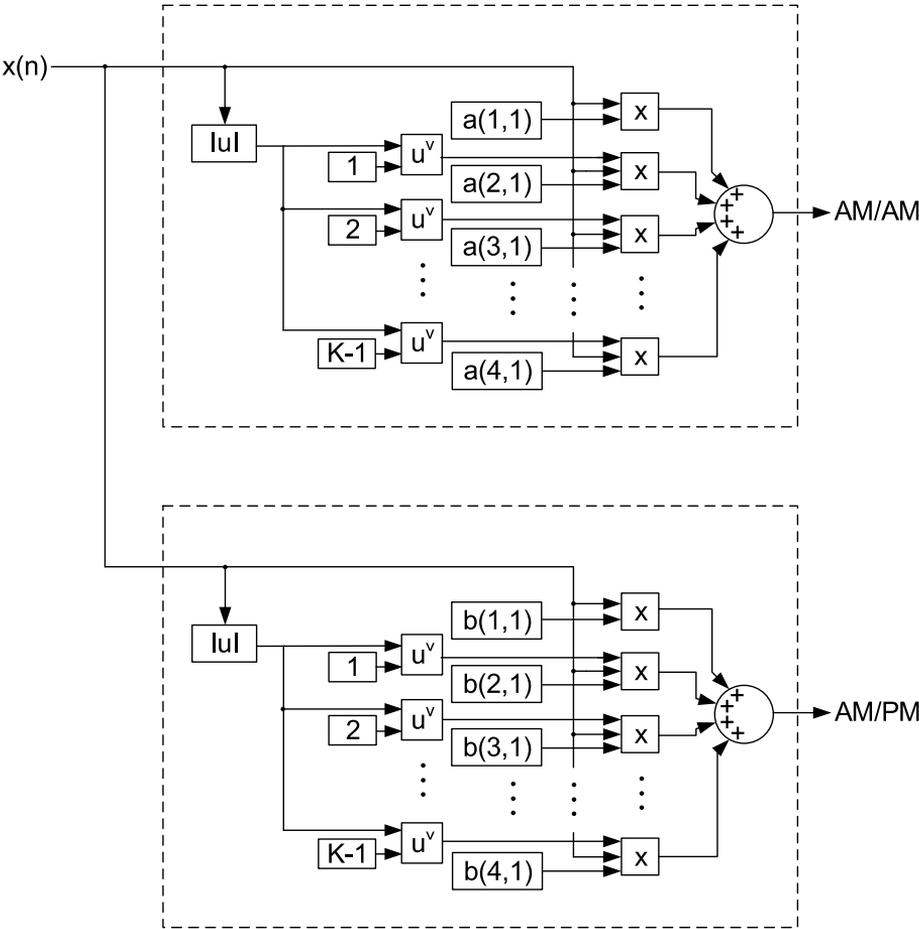 x(n)
|u|
a(1,1)
x
1
u^v
a(2,1)
x
2
u^v
a(3,1)
x
K-1
u^v
a(4,1)
x
+
+
+
+
AM/AM
|u|
b(1,1)
x
1
u^v
b(2,1)
x
2
u^v
b(3,1)
x
K-1
u^v
b(4,1)
x
+
+
+
+
AM/PM